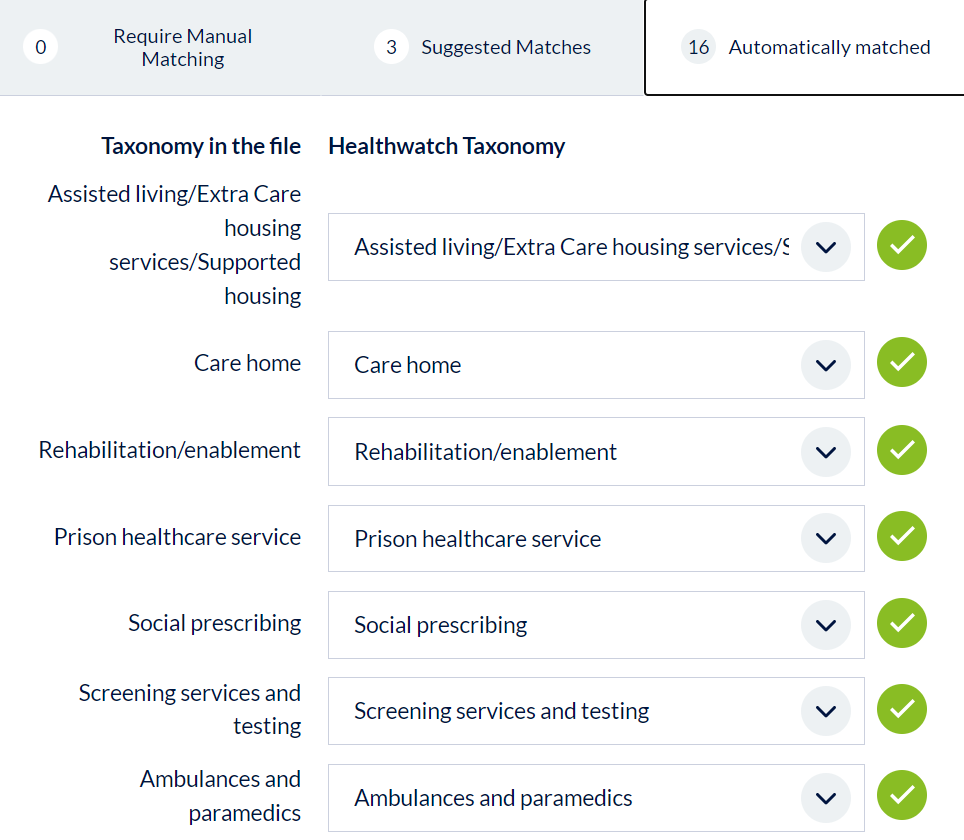 0
Require Manual
Matching
3
Suggested Matches
16
Automatically matched
Taxonomy in the file
Healthwatch Taxonomy
Assisted living/Extra Care
housing
services/Supported
housing
Assisted living/Extra Care housing services/S
Care home
Care home
Rehabilitation/enablement
Rehabilitation/enablement
Prison healthcare service
Prison healthcare service
Social prescribing
Social prescribing
Screening services and
testing
Screening services and testing
Ambulances and
paramedics
Ambulances and paramedics